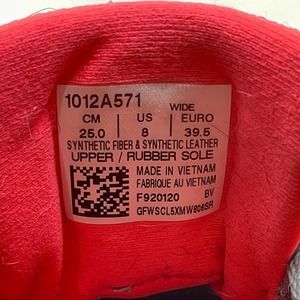 1012A571
WIDE
CM US EURO
25.0 8 39.5
SYNTHETIC FIBER & SYNTHETIC LEATHER
UPPER / RUBBER SOLE
MADE IN VIETNAM
FABRIQUE AU VIETNAM
F920120 BV
GFWSCL5XMW808SR